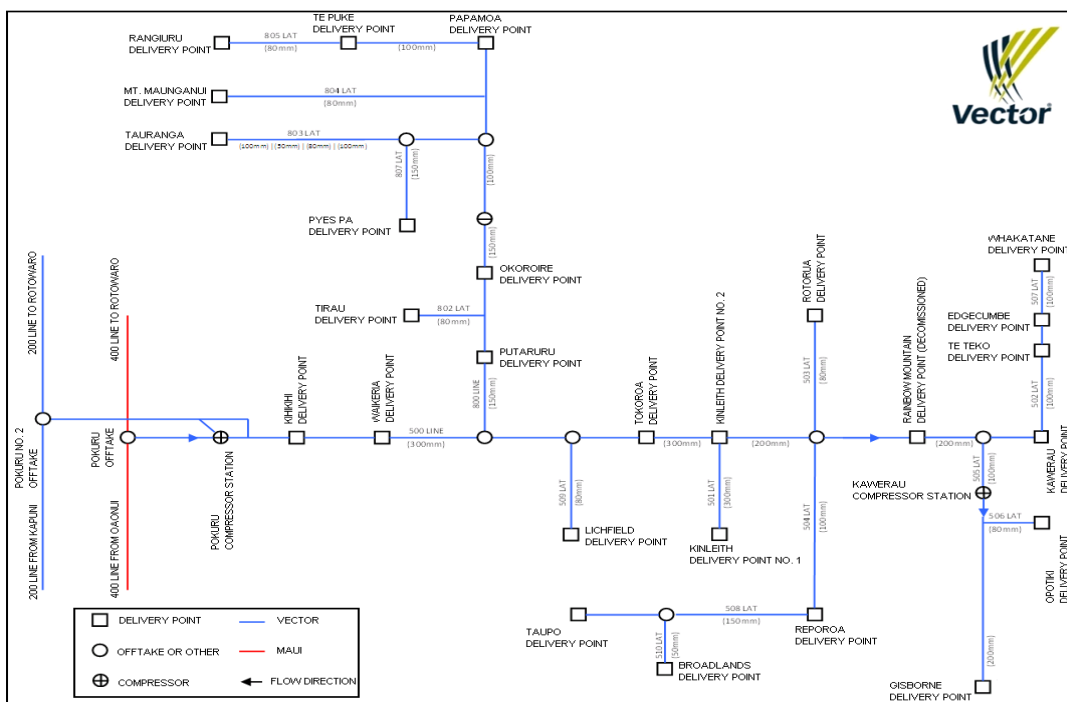 TE PUKE
DELIVERY POINT
PAPAMOA
DELIVERY POINT
RANGIURU
DELIVERY POINT
805 LAT
(80mm)
(100mm)
Vector
MT. MAUNGANUI
DELIVERY POINT
804 LAT
(80mm)
TAURANGA
DELIVERY POINT
803 LAT
(100mm) | (50mm) | (80mm) | (100mm)
807 LAT
(150mm)
(100mm)
PYES PA
DELIVERY POINT
(150mm)
OKOROIRE
DELIVERY POINT
TIRAU
DELIVERY POINT
802 LAT
(80mm)
PUTARURU
DELIVERY POINT
800 LINE
(150mm)
ROTORUA
DELIVERY POINT
503 LAT
(80mm)
RAINBOW MOUNTAIN
DELIVERY POINT (DECOMISSIONED)
WHAKATANE
DELIVERY POINT
507 LAT
(100mm)
EDGECUMBE
DELIVERY POINT
TE TEKO
DELIVERY POINT
502 LAT
(100mm)
200 LINE TO ROTOWARO
400 LINE TO ROTOWARO
POKURU NO. 2
OFFTAKE
POKURU
OFFTAKE
POKURU
COMPRESSOR STATION
200 LINE FROM KAPUNI
400 LINE FROM OAONUI
KIHIKIHI
DELIVERY POINT
WAIKERIA
DELIVERY POINT
500 LINE
(300mm)
TOKOROA
DELIVERY POINT
(300mm)
KINLEITH DELIVERY POINT NO. 2
(200mm)
(200mm)
KAWERAU
DELIVERY POINT
509 LAT
(80mm)
LICHFIELD
DELIVERY POINT
501 LAT
(300mm)
KINLEITH
DELIVERY POINT NO. 1
504 LAT
(100mm)
505 LAT
(100mm)
KAWERAU
COMPRESSOR STATION
506 LAT
(80mm)
OPOTIKI
DELIVERY POINT
TAUPO
DELIVERY POINT
508 LAT
(150mm)
REPOROA
DELIVERY POINT
510 LAT
(50mm)
BROADLANDS
DELIVERY POINT
(200mm)
GISBORNE
DELIVERY POINT
DELIVERY POINT
VECTOR
OFFTAKE OR OTHER
MAUI
COMPRESSOR
FLOW DIRECTION